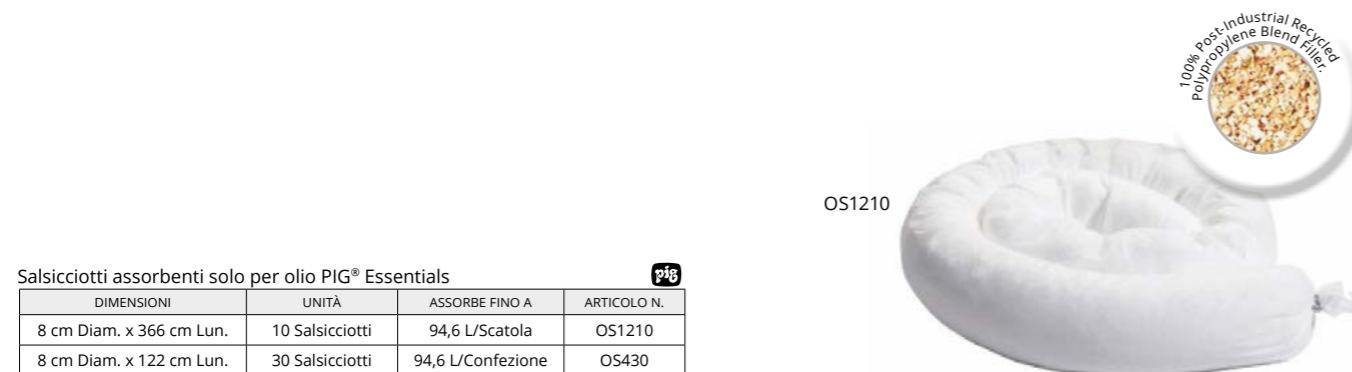 100% Post-Industrial Recycled
Polypropylene Blend Filler.
OS1210
Salsicciotti assorbenti solo per olio PIG® Essentials
pig
DIMENSIONI UNITÀ ASSORBE FINO A ARTICOLO N.
8 cm Diam. x 366 cm Lun. 10 Salsicciotti 94,6 L/Scatola OS1210
8 cm Diam. x 122 cm Lun. 30 Salsicciotti 94,6 L/Confezione OS430